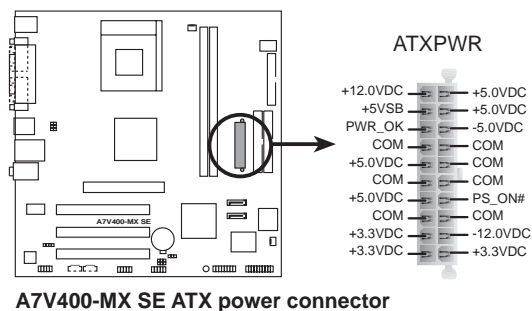 ATXPWR
+12.0VDC +5.0VDC
+5VSB +5.0VDC
PWR_OK -5.0VDC
COM COM
+5.0VDC COM
COM COM
+5.0VDC PS_ON#
COM COM
+3.3VDC -12.0VDC
+3.3VDC +3.3VDC
A7V400-MX SE
A7V400-MX SE ATX power connector